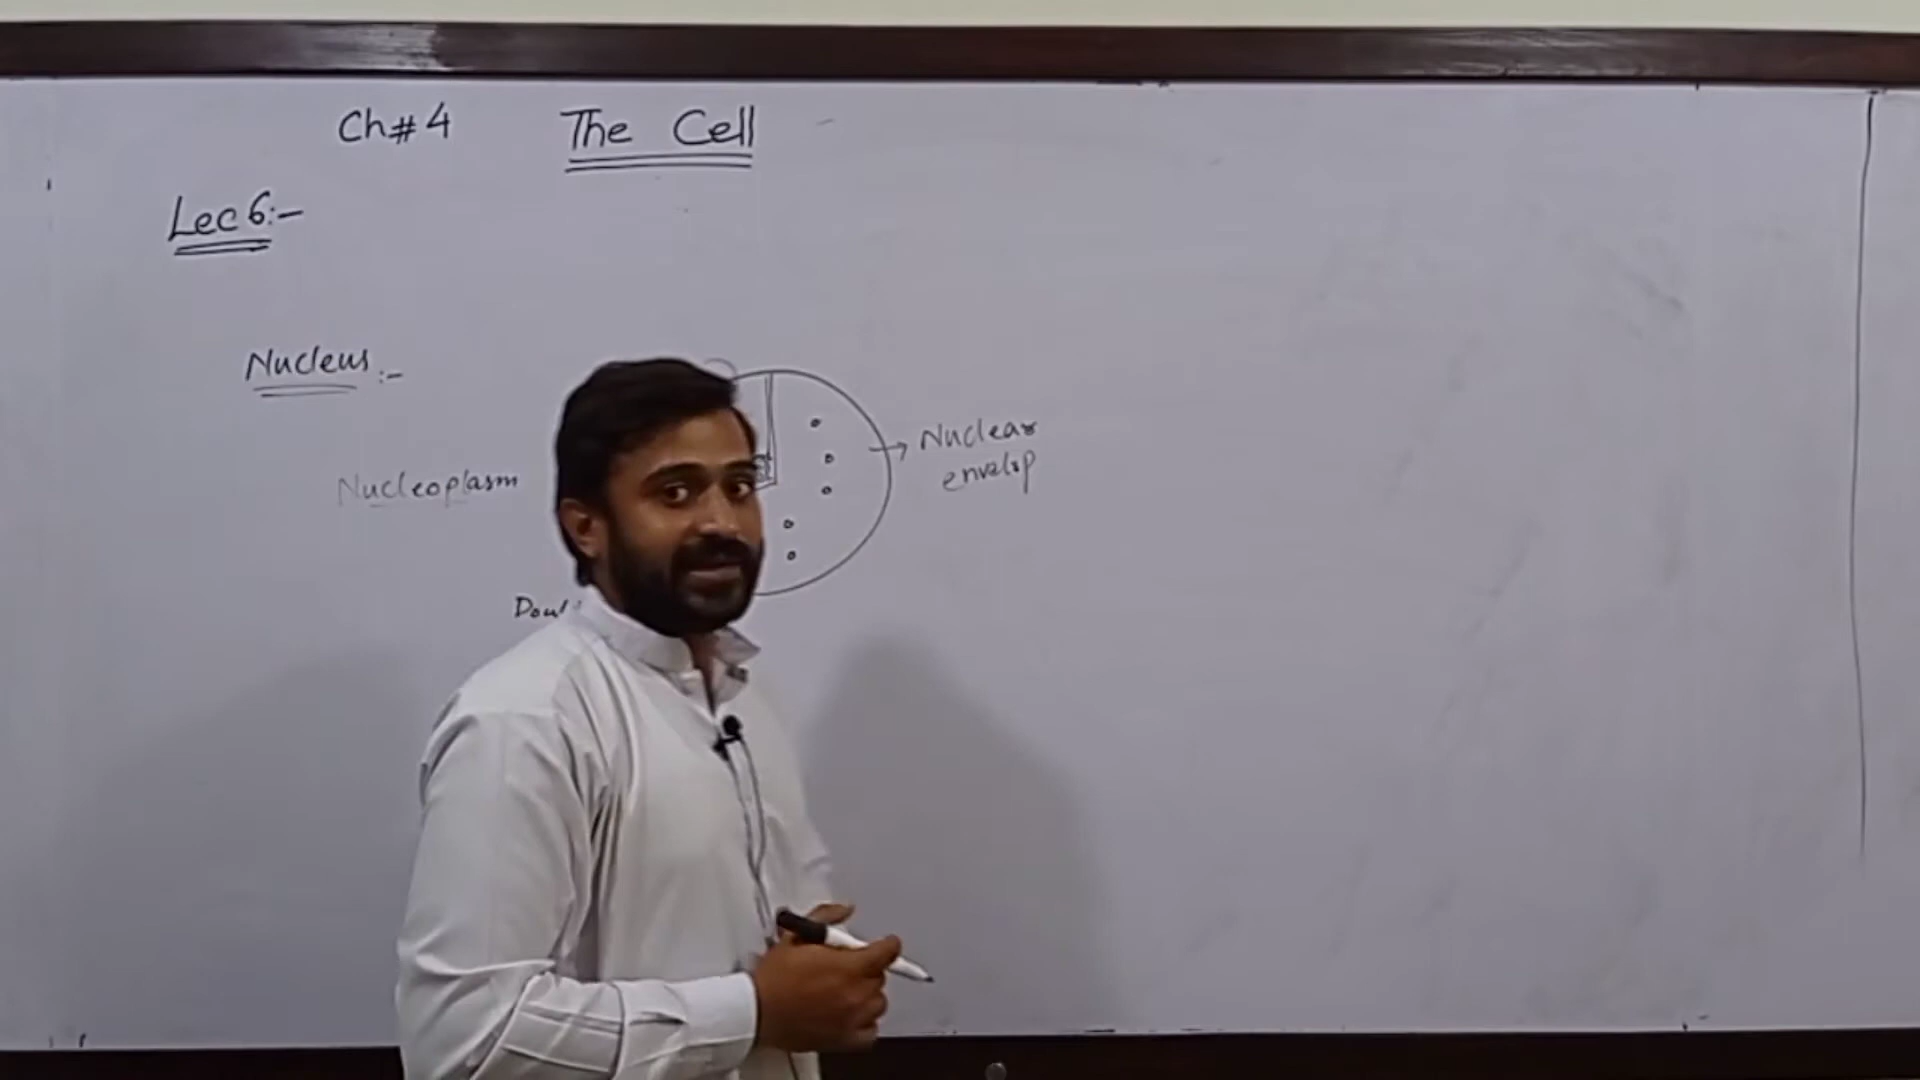 Ch#4 The Cell
Lec 6:-
Nucleus :-
Nuclear
envelop
Nucleoplasm